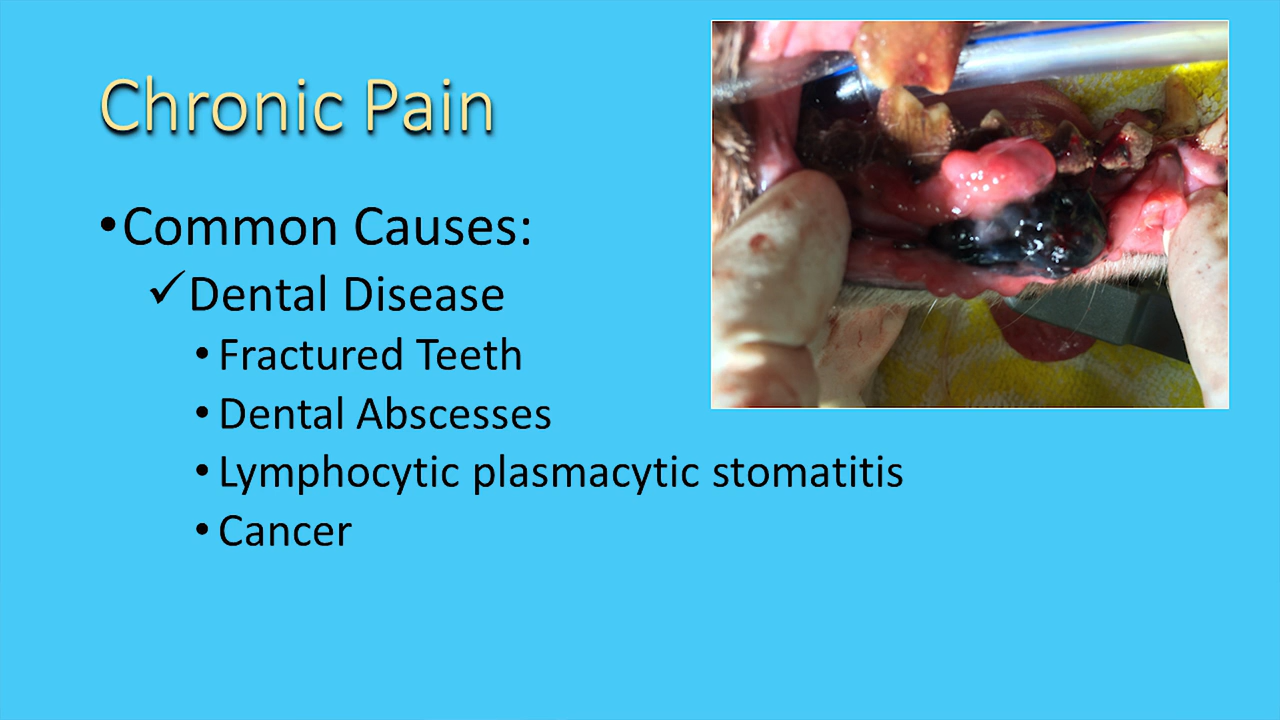 Chronic Pain
•Common Causes:
✓Dental Disease
•Fractured Teeth
•Dental Abscesses
•Lymphocytic plasmacytic stomatitis
•Cancer